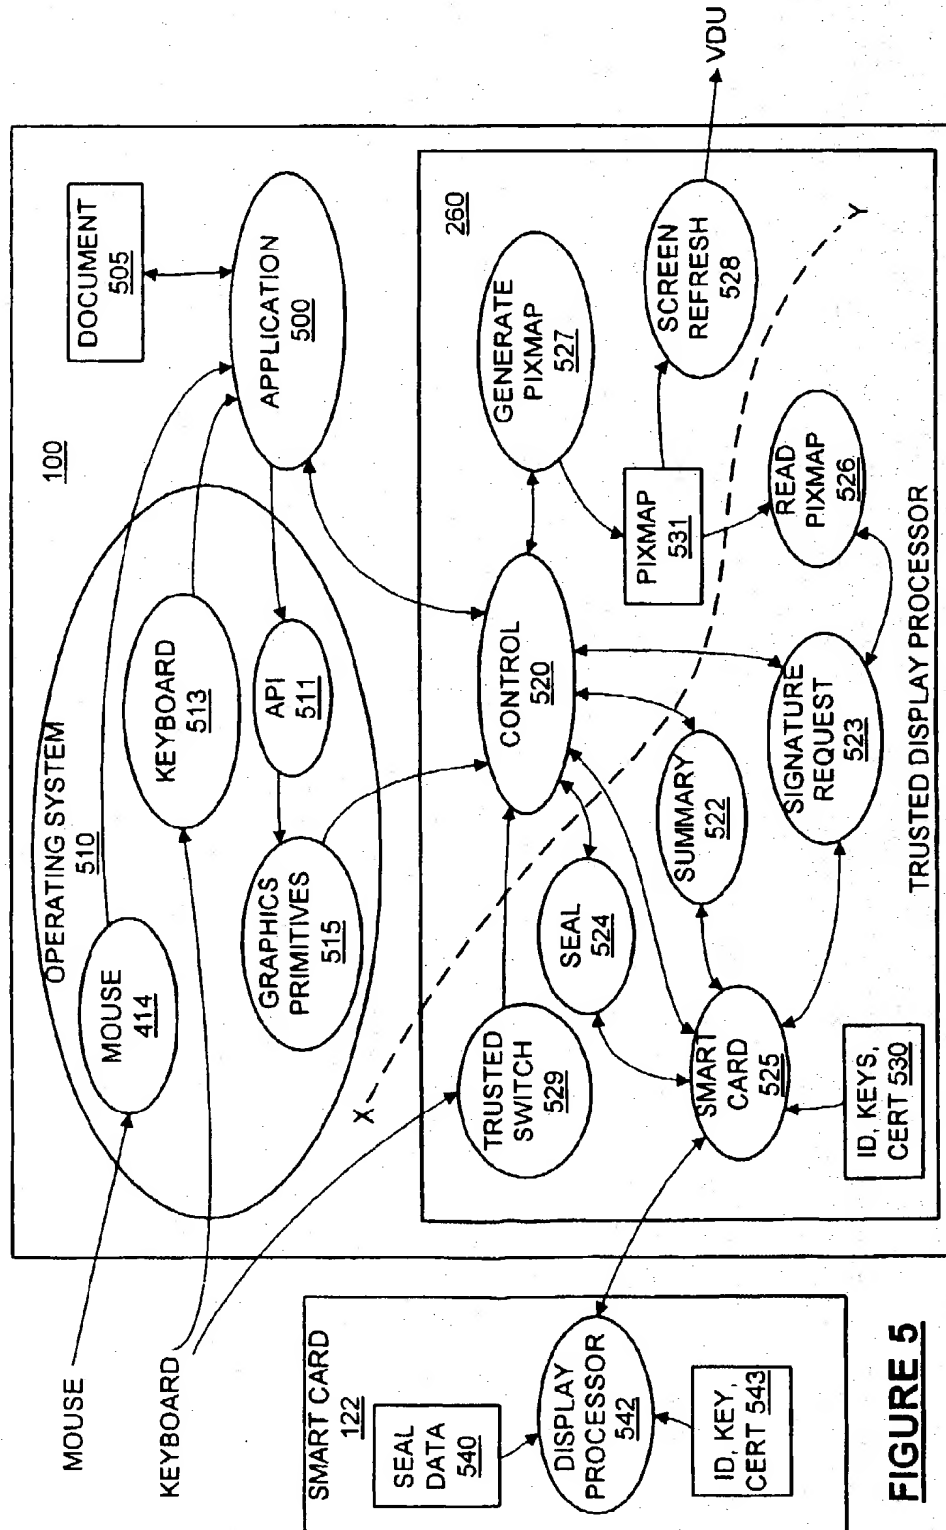 MOUSE
KEYBOARD
SMART CARD
122
SEAL
DATA
540
DISPLAY
PROCESSOR
542
ID, KEY,
CERT 543
100
OPERATING SYSTEM
510
MOUSE
414
KEYBOARD
513
GRAPHICS
PRIMITIVES
515
API
511
APPLICATION
500
DOCUMENT
505
X
Y
260
TRUSTED
SWITCH
529
CONTROL
520
GENERATE
PIXMAP
527
SEAL
524
PIXMAP
531
SCREEN
REFRESH
528
VDU
SMART
CARD
525
SUMMARY
522
SIGNATURE
REQUEST
523
READ
PIXMAP
526
ID, KEYS,
CERT 530
TRUSTED DISPLAY PROCESSOR
FIGURE 5